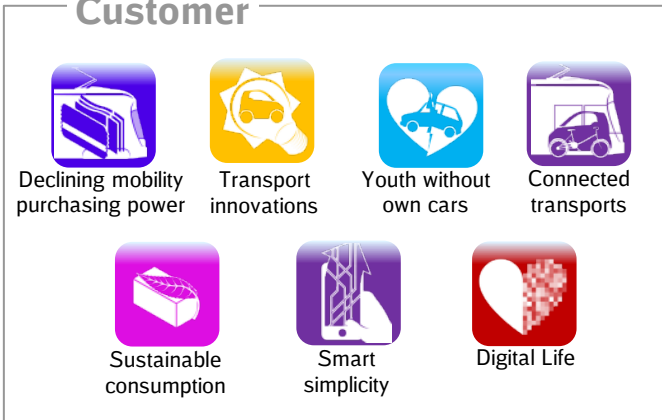 Customer
Declining mobility
purchasing power
Transport
innovations
Youth without
own cars
Connected
transports
Sustainable
consumption
Smart
simplicity
Digital Life